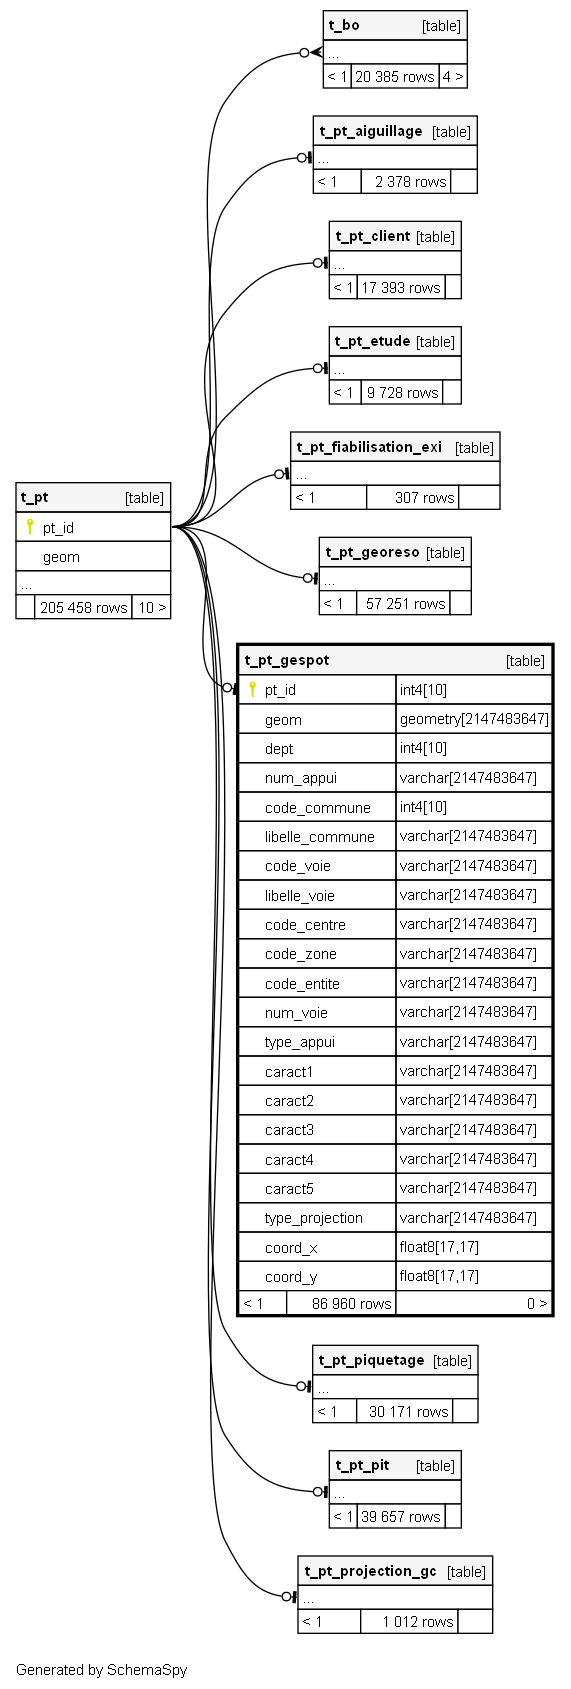 t_bo [table]
...
< 1 20 385 rows 4 >
t_pt_aiguillage [table]
...
< 1 2 378 rows
t_pt_client [table]
...
< 1 17 393 rows
t_pt_etude [table]
...
< 1 9 728 rows
t_pt_fiabilisation_exi [table]
...
< 1 307 rows
t_pt [table]
pt_id
geom
...
205 458 rows 10 >
t_pt_georeso [table]
...
< 1 57 251 rows
t_pt_gespot [table]
pt_id int4[10]
geom geometry[2147483647]
dept int4[10]
num_appui varchar[2147483647]
code_commune int4[10]
libelle_commune varchar[2147483647]
code_voie varchar[2147483647]
libelle_voie varchar[2147483647]
code_centre varchar[2147483647]
code_zone varchar[2147483647]
code_entite varchar[2147483647]
num_voie varchar[2147483647]
type_appui varchar[2147483647]
caract1 varchar[2147483647]
caract2 varchar[2147483647]
caract3 varchar[2147483647]
caract4 varchar[2147483647]
caract5 varchar[2147483647]
type_projection varchar[2147483647]
coord_x float8[17,17]
coord_y float8[17,17]
< 1 86 960 rows 0 >
t_pt_piquetage [table]
...
< 1 30 171 rows
t_pt_pit [table]
...
< 1 39 657 rows
t_pt_projection_gc [table]
...
< 1 1 012 rows
Generated by SchemaSpy